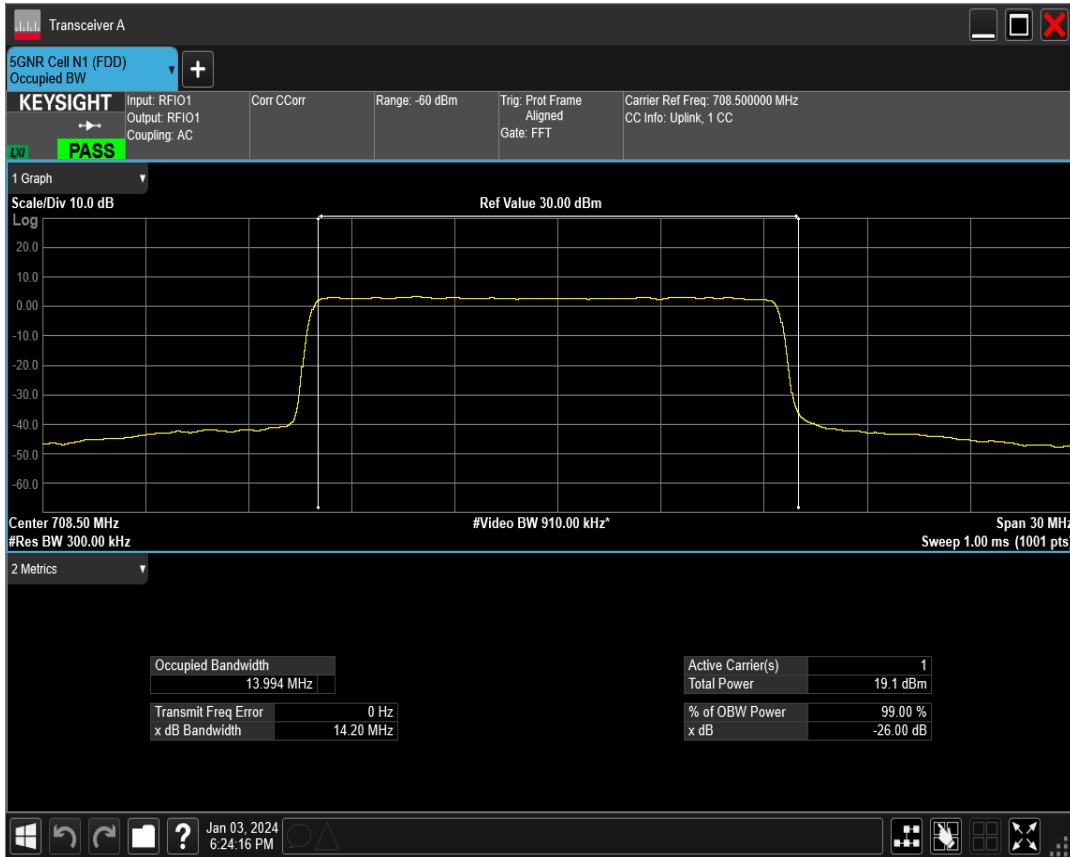 Transceiver A
5GNR Cell N1 (FDD)
Occupied BW
+
KEYSIGHT
LXI
PASS
Input: RFIO1
Output: RFIO1
Coupling: AC
Corr CCorr
Range: -60 dBm
Trig: Prot Frame
Aligned
Gate: FFT
Carrier Ref Freq: 708.500000 MHz
CC Info: Uplink, 1 CC
1 Graph
Scale/Div 10.0 dB
Ref Value 30.00 dBm
Log
20.0
10.0
0.00
-10.0
-20.0
-30.0
-40.0
-50.0
-60.0
Center 708.50 MHz
#Video BW 910.00 kHz*
Span 30 MHz
#Res BW 300.00 kHz
Sweep 1.00 ms (1001 pts)
2 Metrics
Occupied Bandwidth
13.994 MHz
Transmit Freq Error 0 Hz
x dB Bandwidth 14.20 MHz
Active Carrier(s) 1
Total Power 19.1 dBm
% of OBW Power 99.00 %
x dB -26.00 dB
?
Jan 03, 2024
6:24:16 PM